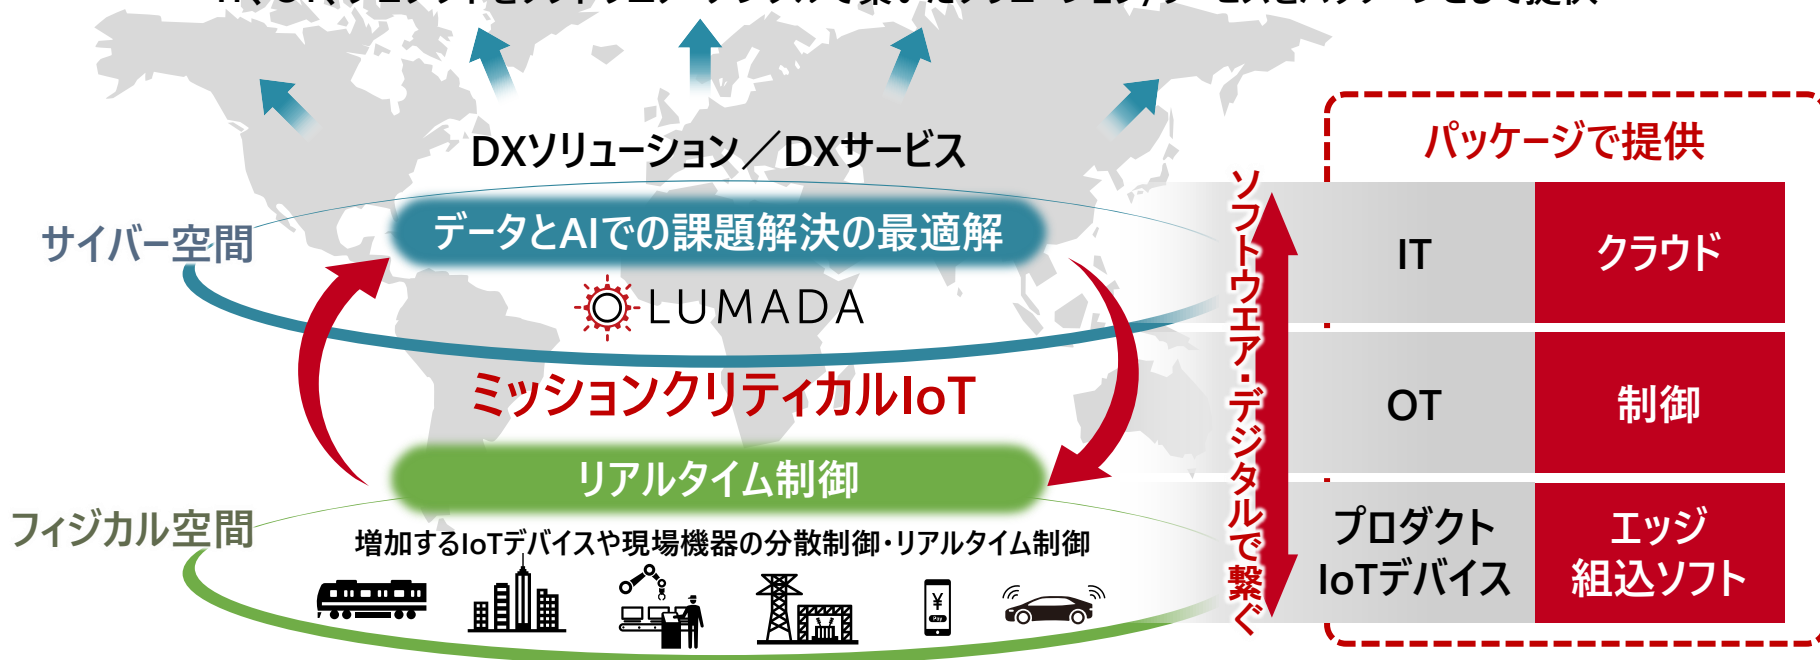 DXソリューション／DXサービス
サイバー空間
データとAIでの課題解決の最適解
LUMADA
ミッションクリティカルIoT
リアルタイム制御
フィジカル空間
増加するIoTデバイスや現場機器の分散制御・リアルタイム制御
¥
Pay
ソフトウエア・デジタルで繋ぐ
パッケージで提供
IT
クラウド
OT
制御
プロダクト
IoTデバイス
エッジ
組込ソフト